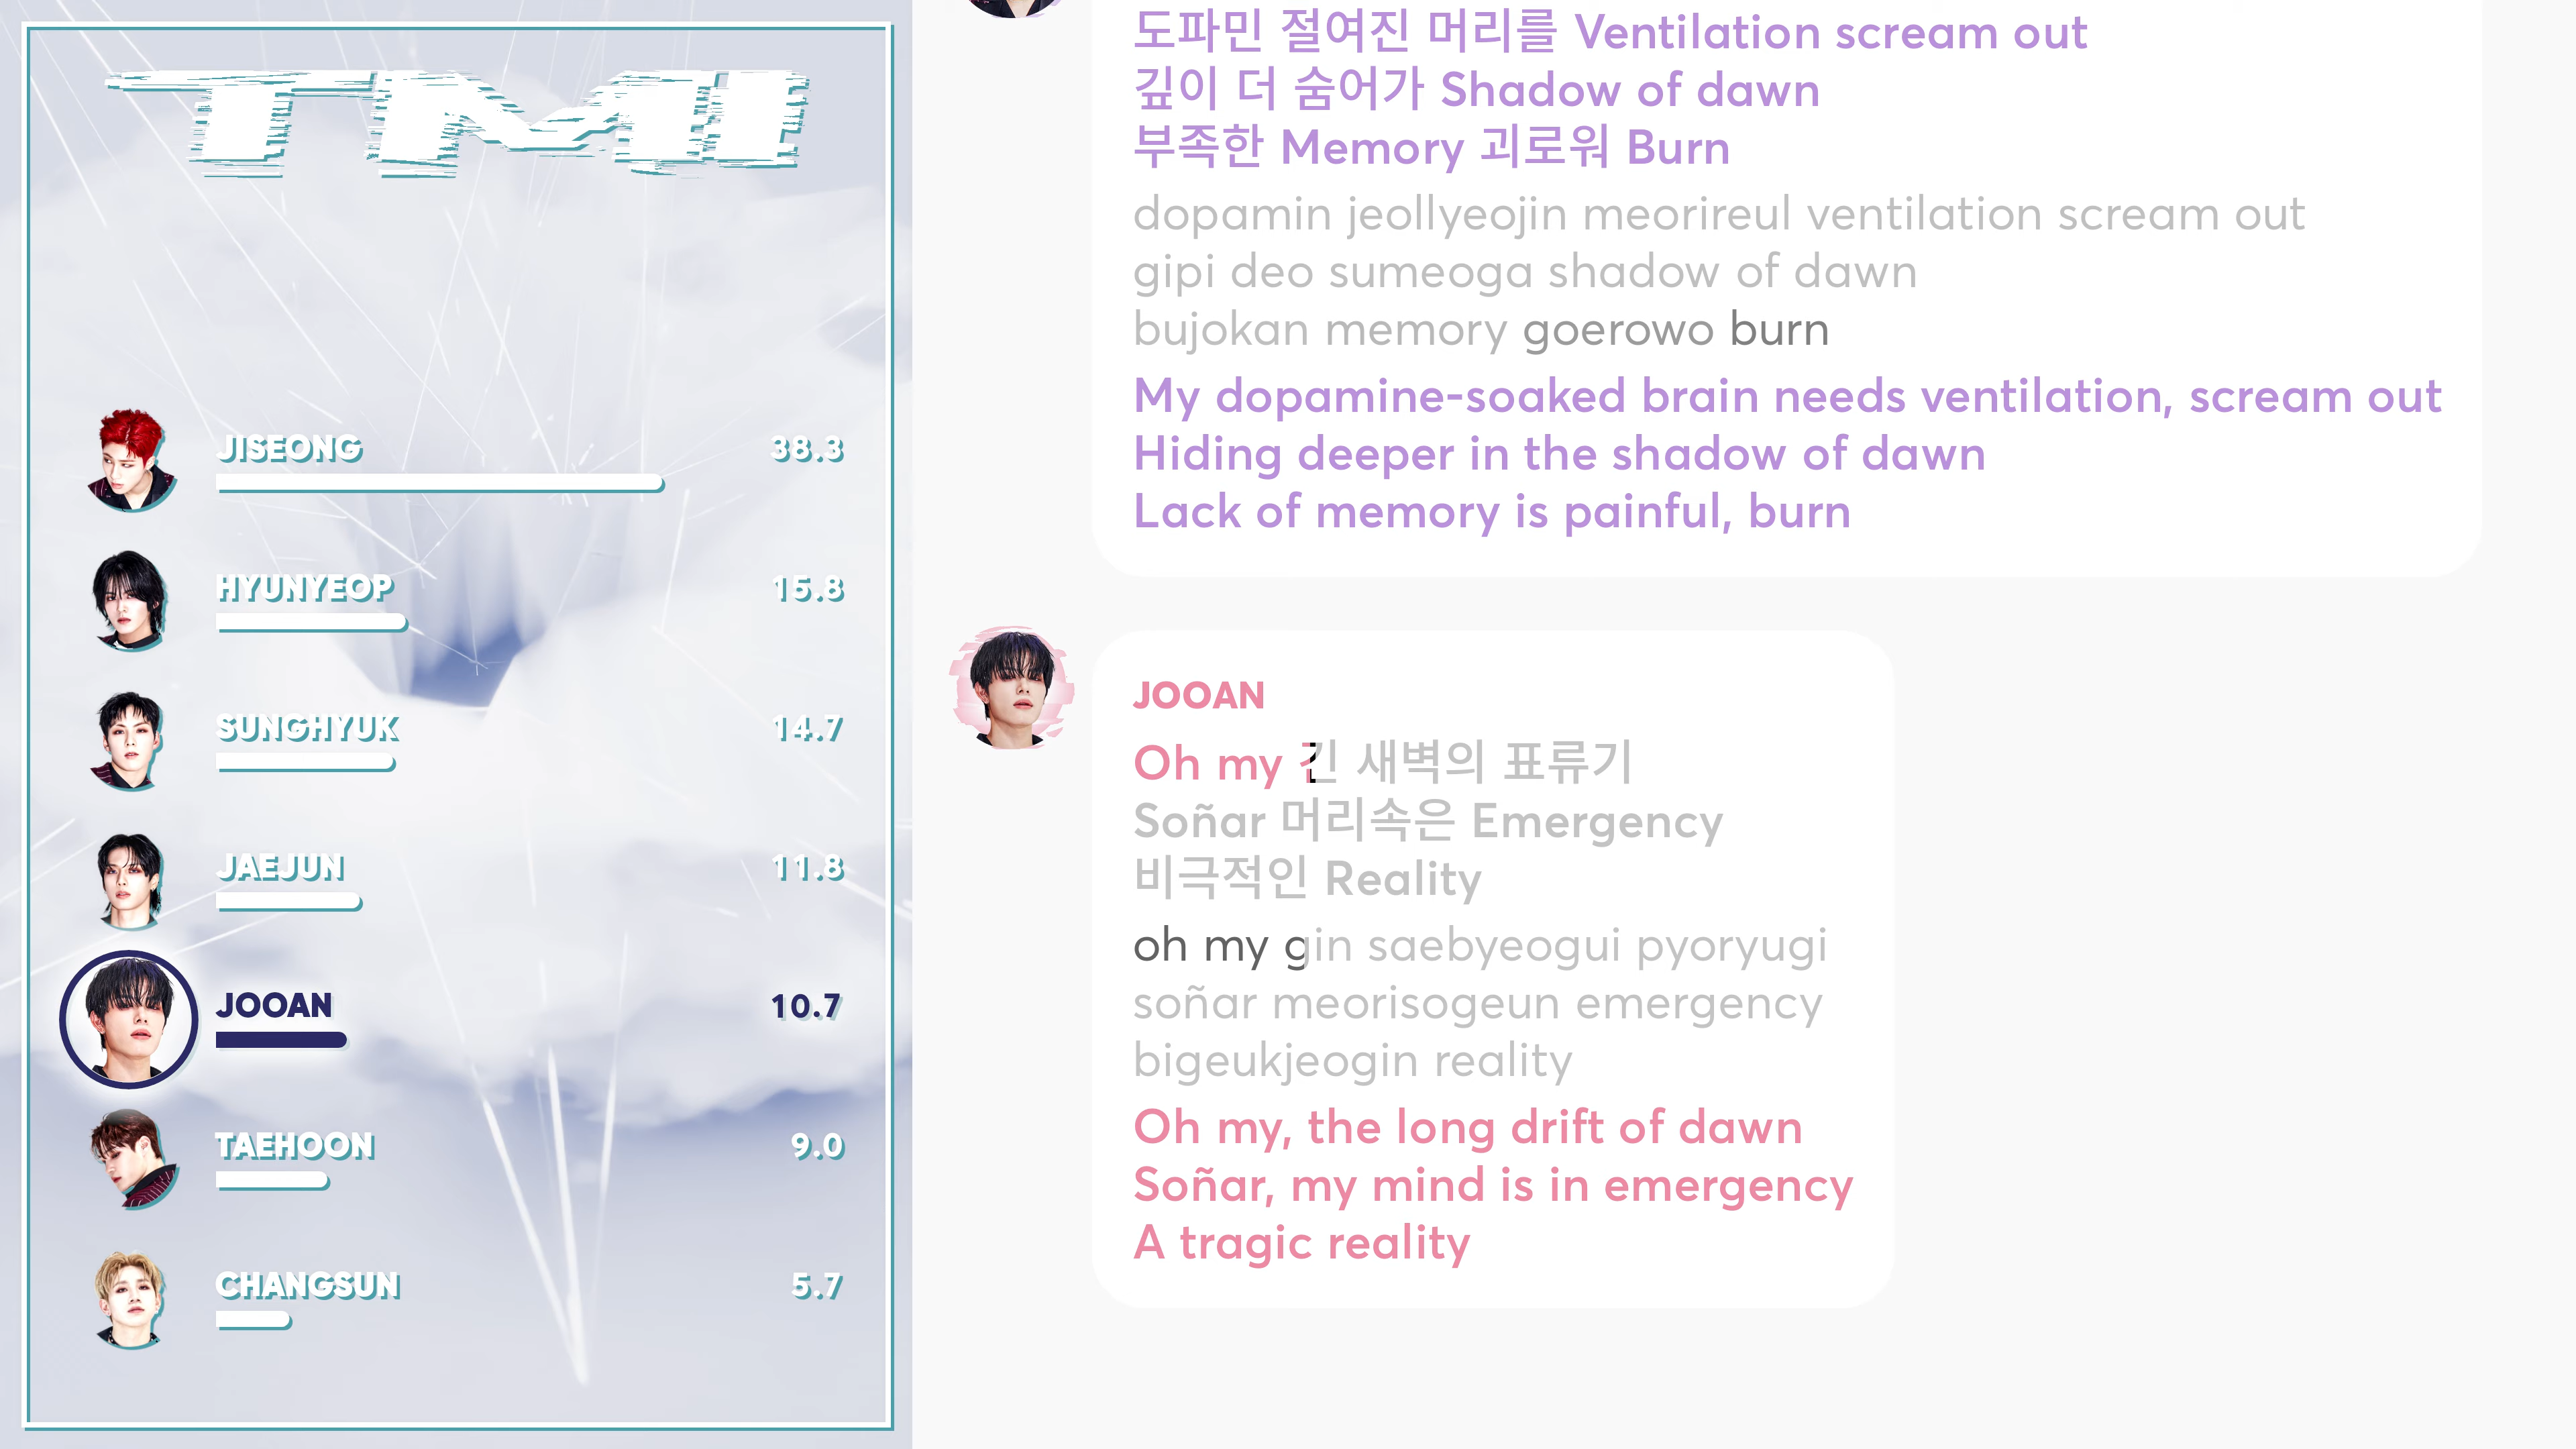 TMI
JISEONG 38.3
HYUNYEOP 15.8
SUNGHYUK 14.7
JAEJUN 11.8
JOOAN 10.7
TAEHOON 9.0
CHANGSUN 5.7
도파민 절여진 머리를 Ventilation scream out
깊이 더 숨어가 Shadow of dawn
부족한 Memory 괴로워 Burn
dopamin jeollyeojin meorireul ventilation scream out
gipi deo sumeoga shadow of dawn
bujokan memory goerowo burn
My dopamine-soaked brain needs ventilation, scream out
Hiding deeper in the shadow of dawn
Lack of memory is painful, burn
JOOAN
Oh my 긴 새벽의 표류기
Soñar 머리속은 Emergency
비극적인 Reality
oh my gin saebyeogui pyoryugi
soñar meorisogeun emergency
bigeukjeogin reality
Oh my, the long drift of dawn
Soñar, my mind is in emergency
A tragic reality